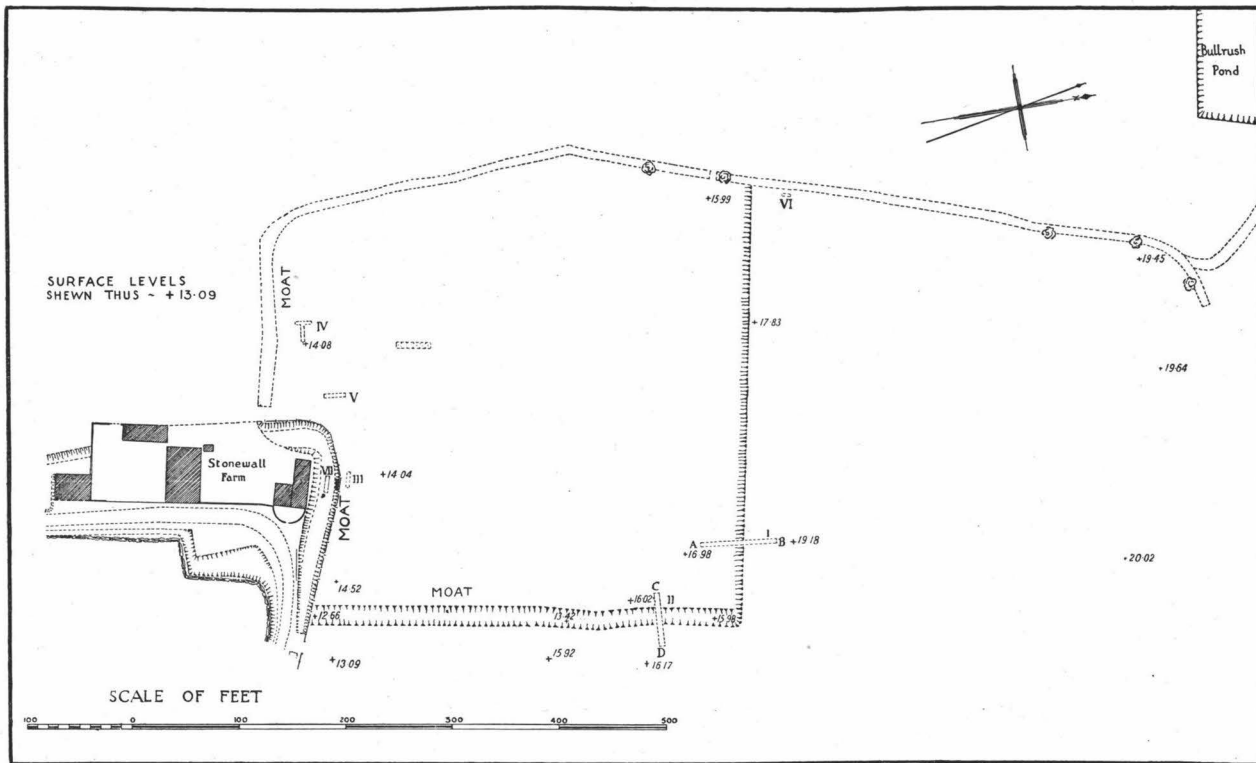 Bullrush
Pond
+15·99
VI
+19·45
SURFACE LEVELS
SHEWN THUS ~ +13·09
MOAT
IV
+14·08
+17·83
+19·64
V
Stonewall
Farm
VII
III
+14·04
MOAT
A
I
B
+19·18
+16·98
+20·02
+14·52
MOAT
C
+16·02
II
+12·66
13·42
+15·98
D
+13·09
+15·92
+16·17
SCALE OF FEET
100 0 100 200 300 400 500